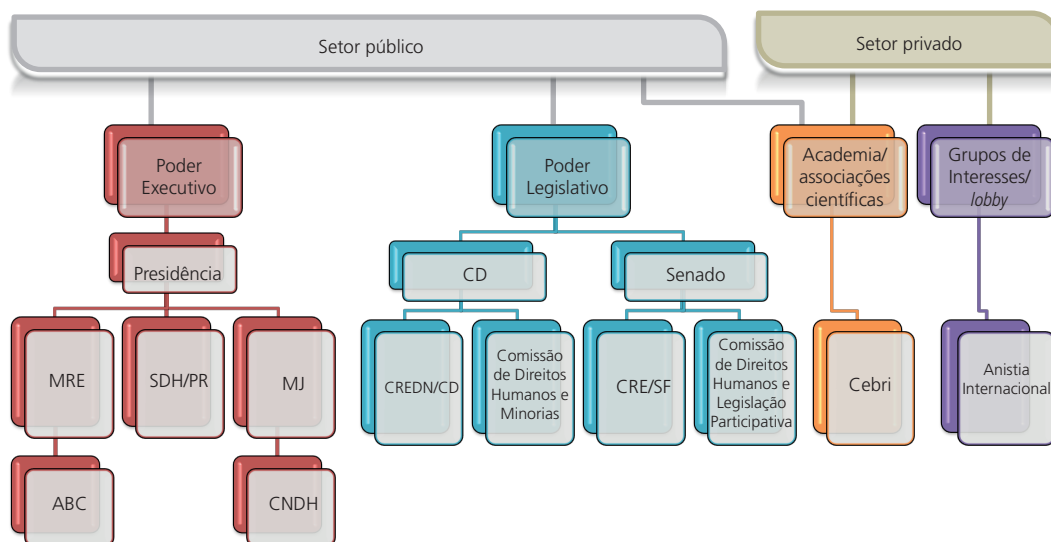 Setor público
Setor privado
Poder
Executivo
Poder
Legislativo
Academia/
associações
científicas
Grupos de
Interesses/
lobby
Presidência
CD
Senado
MRE
SDH/PR
MJ
CREDN/CD
Comissão
de Direitos
Humanos e
Minorias
CRE/SF
Comissão
de Direitos
Humanos e
Legislação
Participativa
Cebri
Anistia
Internacional
ABC
CNDH